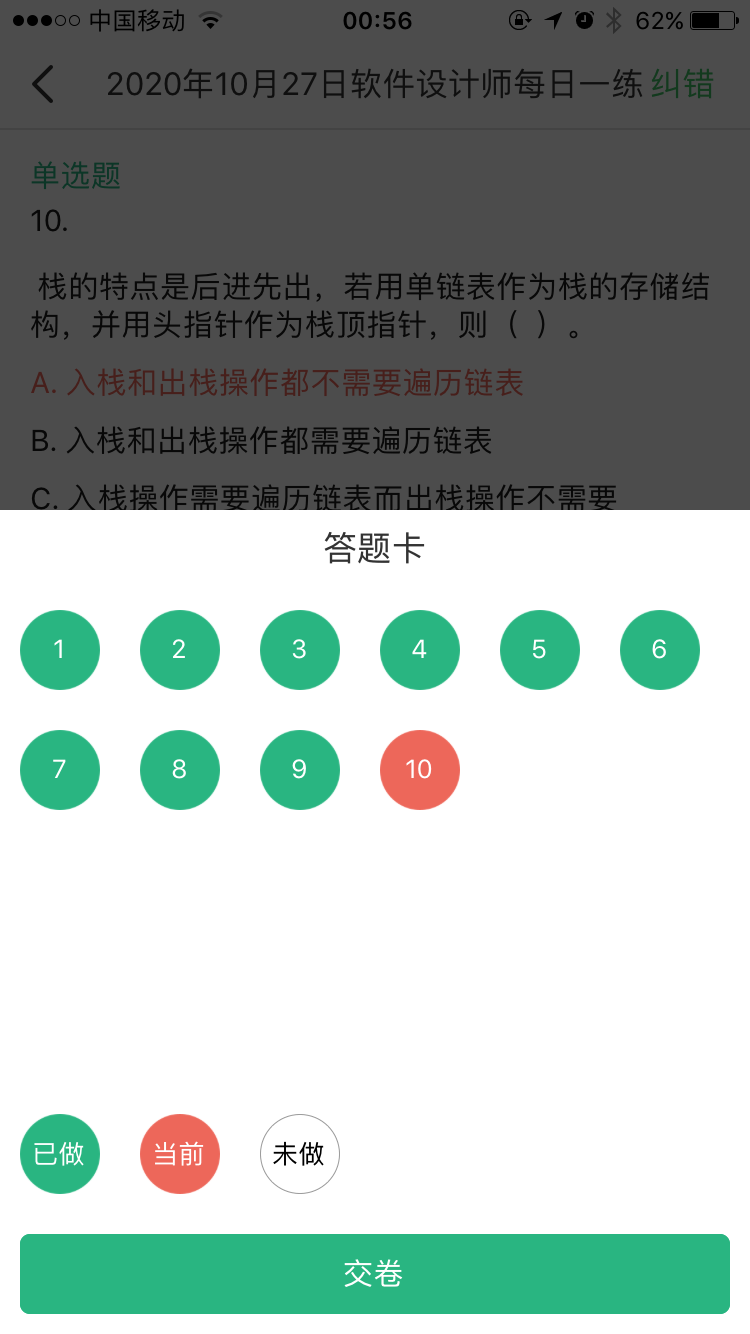 中国移动 00:56 62%
2020年10月27日软件设计师每日一练 纠错
单选题
10.
栈的特点是后进先出，若用单链表作为栈的存储结
构，并用头指针作为栈顶指针，则（ ）。
A. 入栈和出栈操作都不需要遍历链表
B. 入栈和出栈操作都需要遍历链表
C. 入栈操作需要遍历链表而出栈操作不需要
答题卡
1 2 3 4 5 6
7 8 9 10
已做 当前 未做
交卷